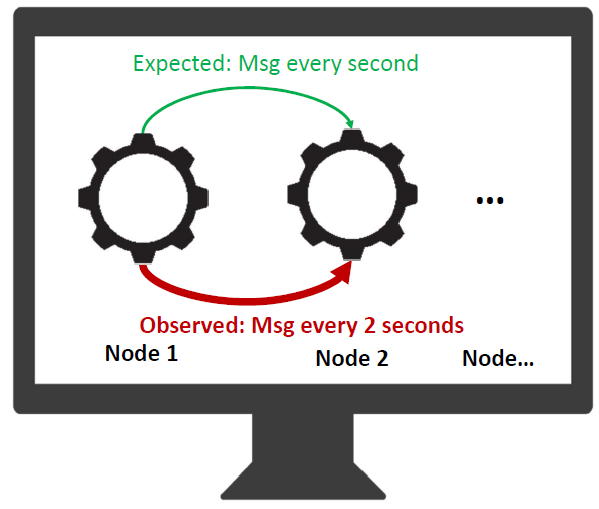 Expected: Msg every second
...
Observed: Msg every 2 seconds
Node 1
Node 2
Node...